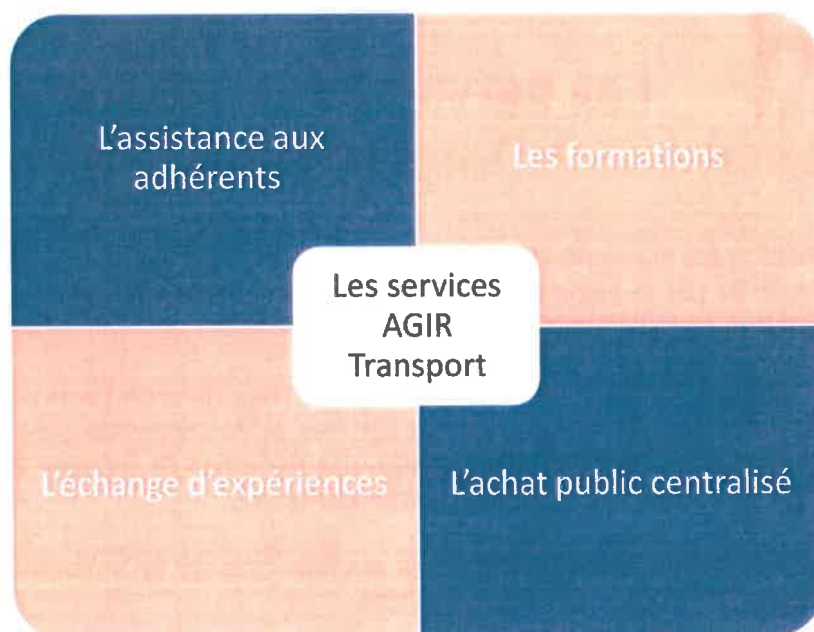 L'assistance aux
adhérents
Les formations
Les services
AGIR
Transport
L'échange d'expériences
L'achat public centralisé